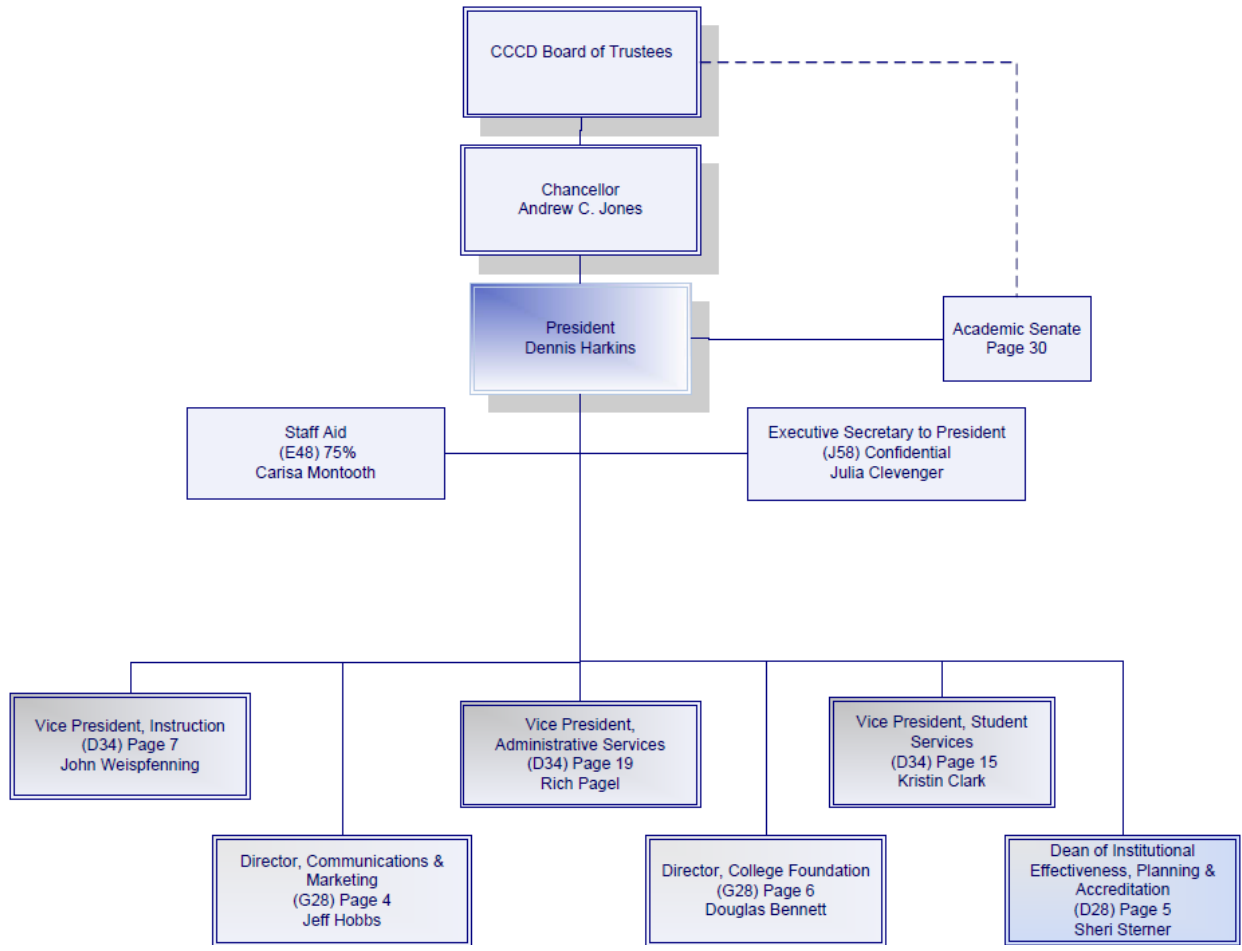 CCCD Board of Trustees
Chancellor
Andrew C. Jones
President
Dennis Harkins
Academic Senate
Page 30
Staff Aid
(E48) 75%
Carisa Montooth
Executive Secretary to President
(J58) Confidential
Julia Clevenger
Vice President, Instruction
(D34) Page 7
John Weispfenning
Vice President,
Administrative Services
(D34) Page 19
Rich Pagel
Vice President, Student
Services
(D34) Page 15
Kristin Clark
Director, Communications &
Marketing
(G28) Page 4
Jeff Hobbs
Director, College Foundation
(G28) Page 6
Douglas Bennett
Dean of Institutional
Effectiveness, Planning &
Accreditation
(D28) Page 5
Sheri Sterner